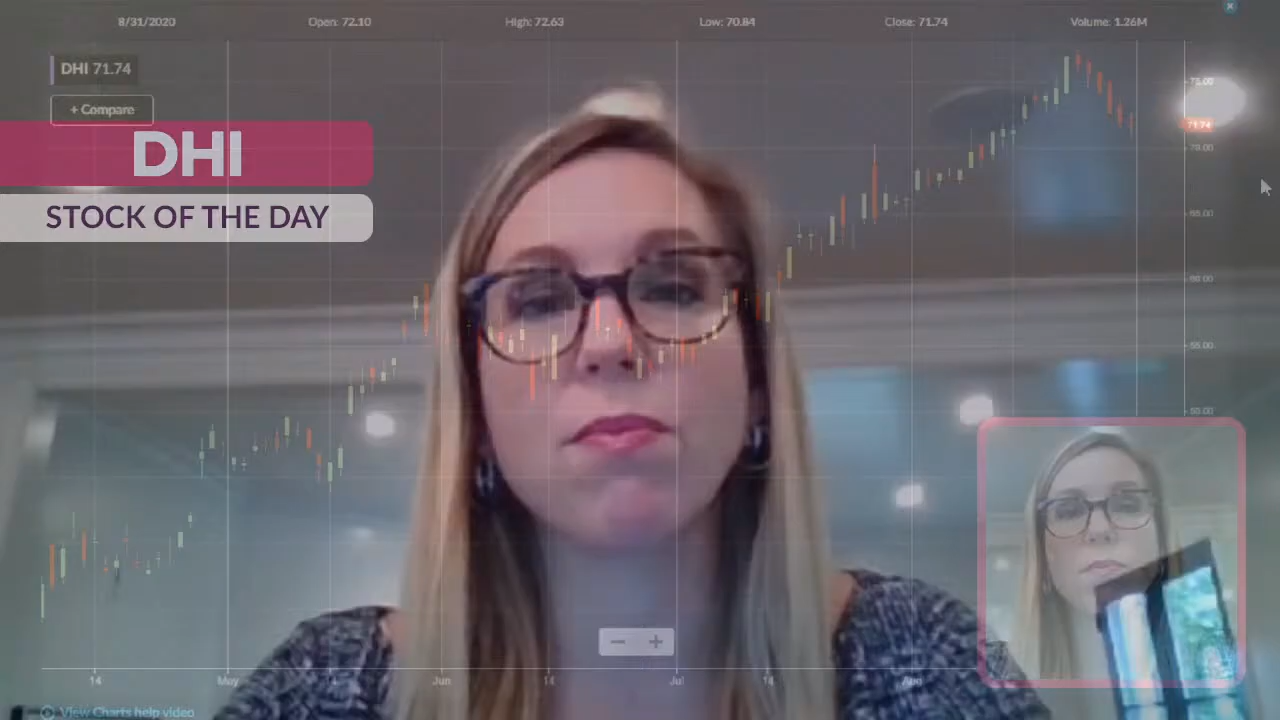 8/31/2020 Open: 72.10 High: 72.63 Low: 70.84 Close: 71.74 Volume: 1.26M
DHI 71.74
+ Compare
DHI
STOCK OF THE DAY
75.00
71.74
70.00
65.00
60.00
55.00
50.00
14 May 14 Jun 14 Jul 14 Aug
View Charts help video